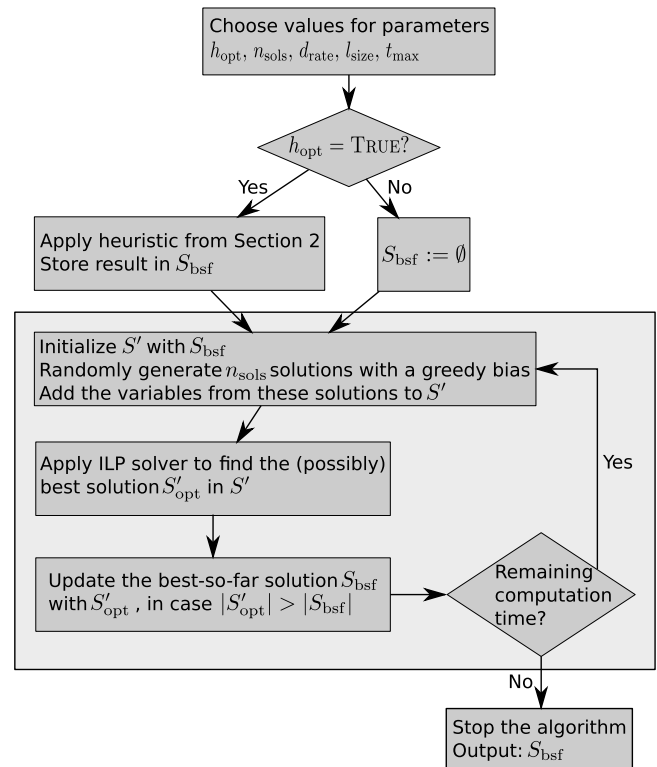 Choose values for parameters
h_opt, n_sols, d_rate, l_size, t_max
h_opt = TRUE?
Yes
No
Apply heuristic from Section 2
Store result in S_bsf
S_bsf := ∅
Initialize S′ with S_bsf
Randomly generate n_sols solutions with a greedy bias
Add the variables from these solutions to S′
Apply ILP solver to find the (possibly)
best solution S′_opt in S′
Yes
Update the best-so-far solution S_bsf
with S′_opt , in case |S′_opt| > |S_bsf|
Remaining
computation
time?
No
Stop the algorithm
Output: S_bsf